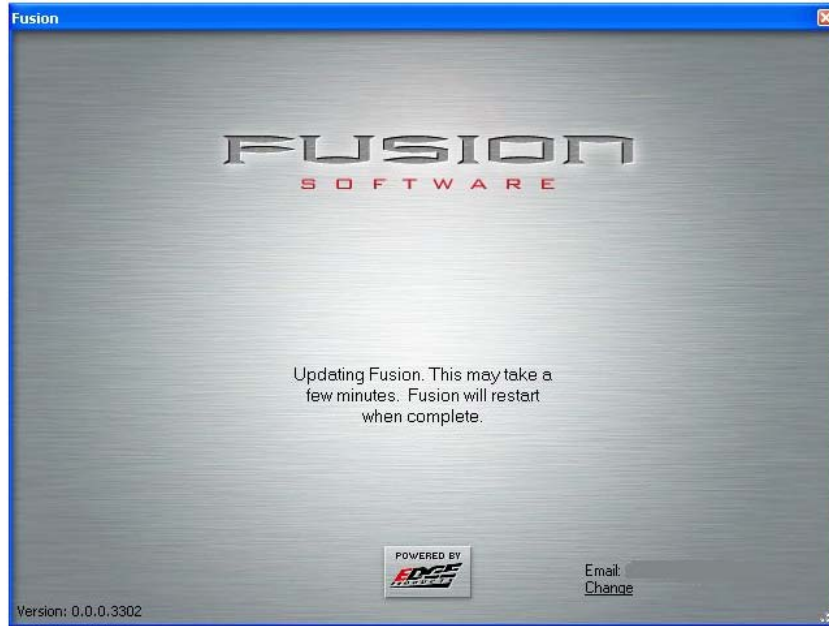 Fusion
FUSION
SOFTWARE
Updating Fusion. This may take a
few minutes. Fusion will restart
when complete.
POWERED BY
EDGE
PRODUCTS
Email:
Change
Version: 0.0.0.3302